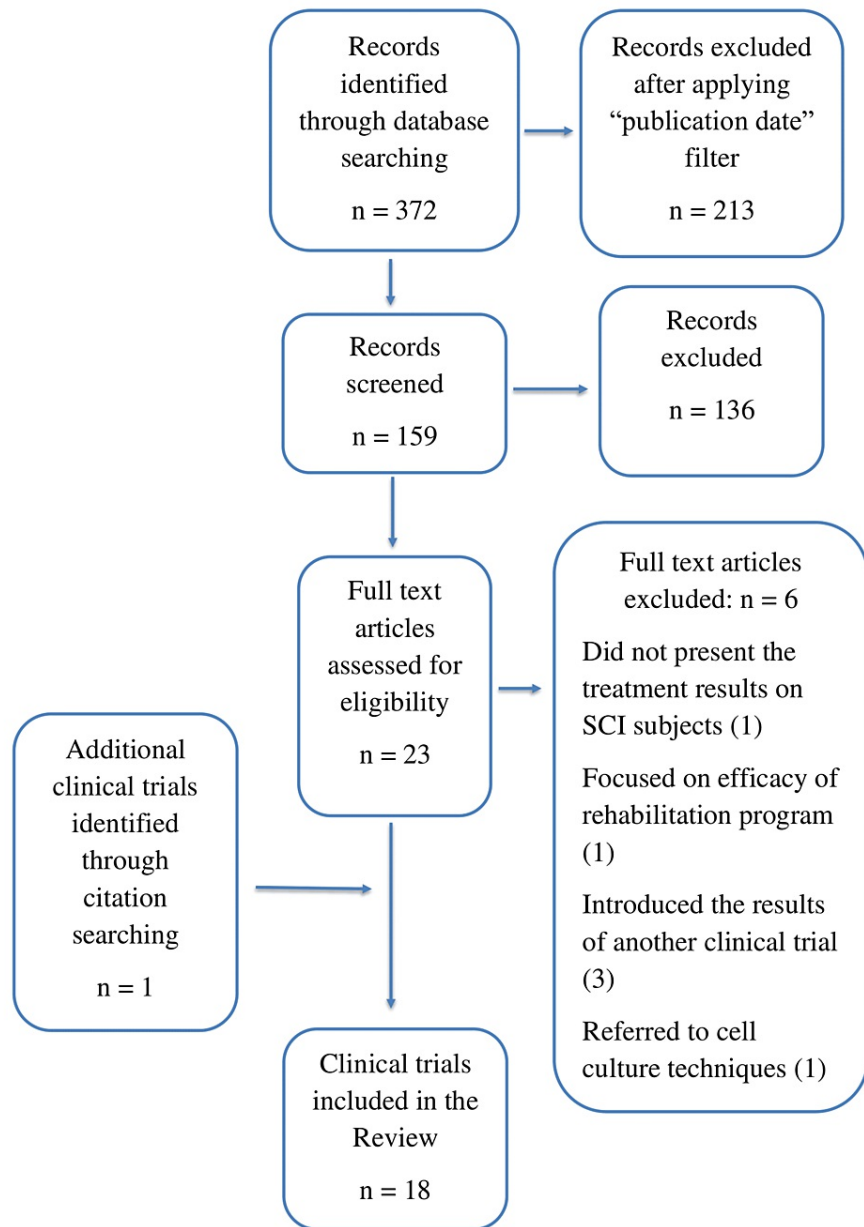 Records
identified
through database
searching
n = 372
Records excluded
after applying
“publication date”
filter
n = 213
Records
screened
n = 159
Records
excluded
n = 136
Full text
articles
assessed for
eligibility
n = 23
Full text articles
excluded: n = 6
Did not present the
treatment results on
SCI subjects (1)
Focused on efficacy of
rehabilitation program
(1)
Introduced the results
of another clinical trial
(3)
Referred to cell
culture techniques (1)
Additional
clinical trials
identified
through
citation
searching
n = 1
Clinical trials
included in the
Review
n = 18